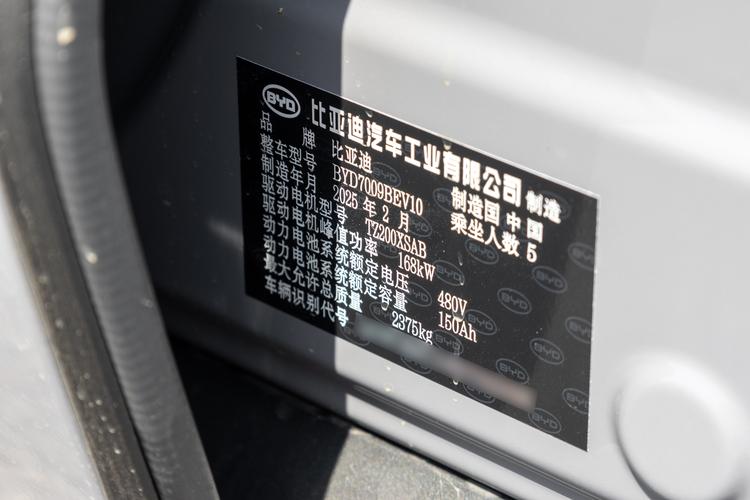 BYD 比亚迪汽车工业有限公司 制造
品牌 比亚迪 制造国 中国
整车型号 BYD7009BEV10 乘坐人数 5
制造年月 2025 年 2 月
驱动电机型号 TZ200XSAB
驱动电机峰值功率 168kW
动力电池系统额定电压 480V
动力电池系统额定容量 150Ah
最大允许总质量 2375kg
车辆识别代号